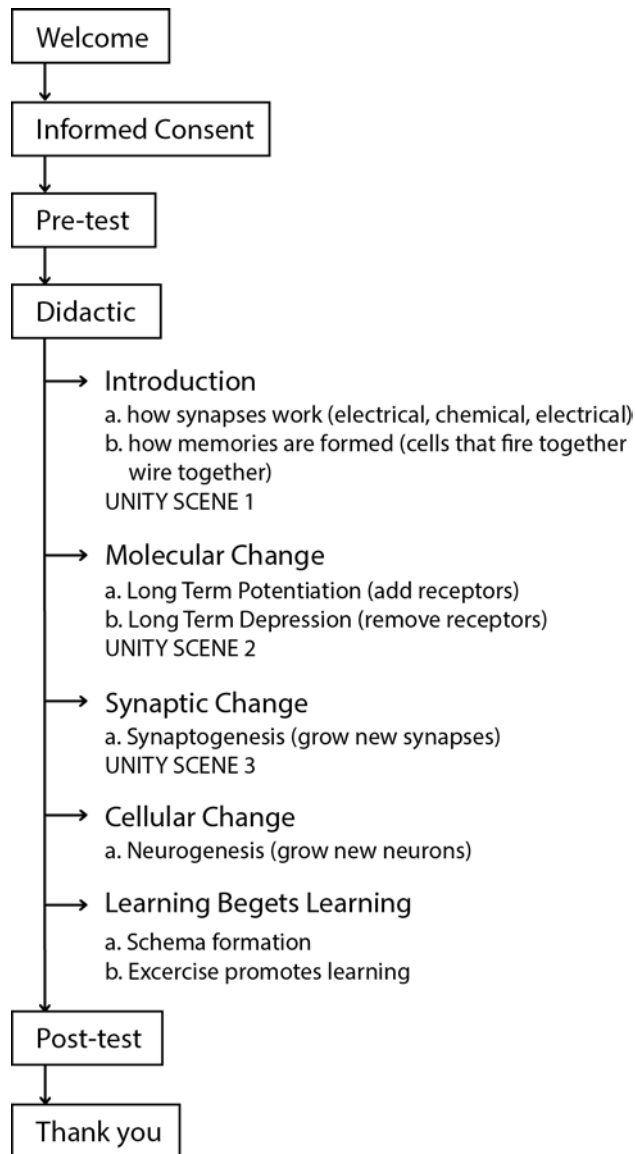 Welcome
Informed Consent
Pre-test
Didactic
Introduction
a. how synapses work (electrical, chemical, electrical)
b. how memories are formed (cells that fire together
wire together)
UNITY SCENE 1
Molecular Change
a. Long Term Potentiation (add receptors)
b. Long Term Depression (remove receptors)
UNITY SCENE 2
Synaptic Change
a. Synaptogenesis (grow new synapses)
UNITY SCENE 3
Cellular Change
a. Neurogenesis (grow new neurons)
Learning Begets Learning
a. Schema formation
b. Excercise promotes learning
Post-test
Thank you